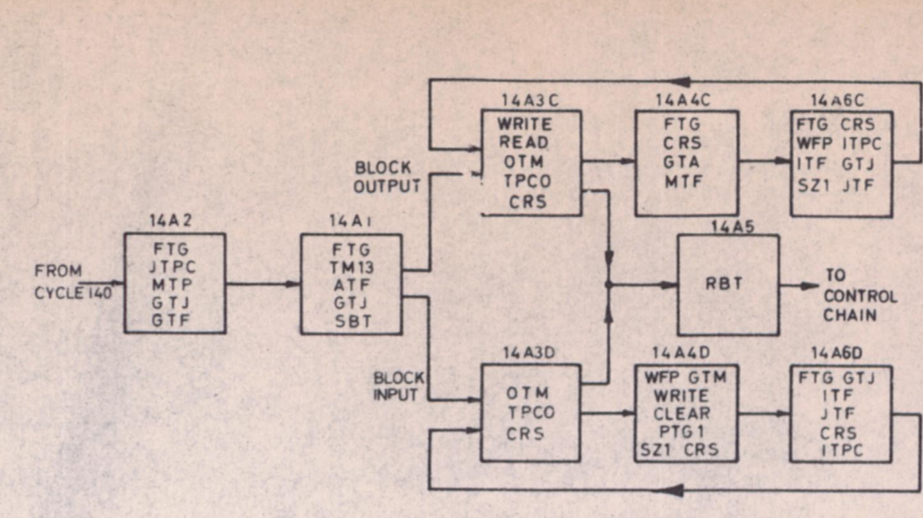 14A3C
WRITE
READ
OTM
TPCO
CRS
14A4C
FTG
CRS
GTA
MTF
14A6C
FTG CRS
WFP ITPC
ITF GTJ
SZ1 JTF
BLOCK
OUTPUT
14A2
FTG
JTPC
MTP
GTJ
GTF
14A1
FTG
TM13
ATF
GTJ
SBT
14A5
RBT
FROM
CYCLE 140
TO
CONTROL
CHAIN
BLOCK
INPUT
14A3D
OTM
TPCO
CRS
14A4D
WFP GTM
WRITE
CLEAR
PTG1
SZ1 CRS
14A6D
FTG GTJ
ITF
JTF
CRS
ITPC